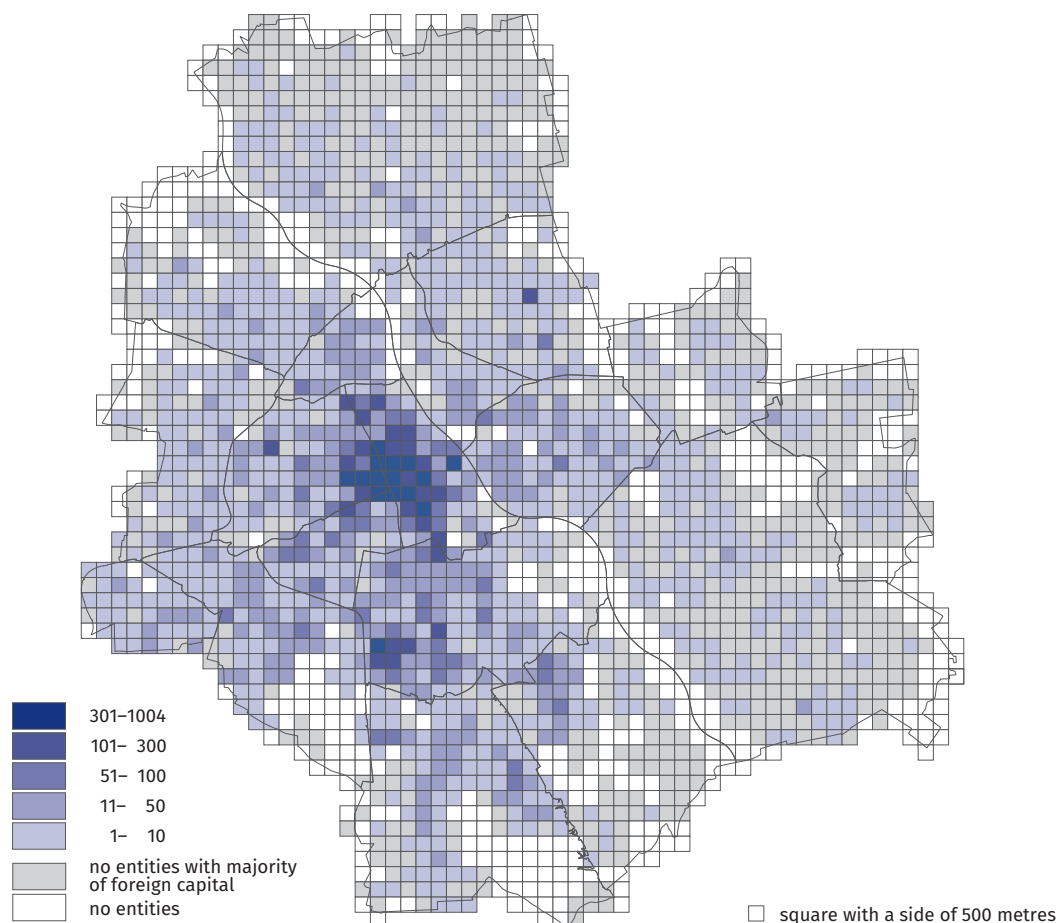 301–1004
101– 300
51– 100
11– 50
1– 10
no entities with majority
of foreign capital
no entities
square with a side of 500 metres